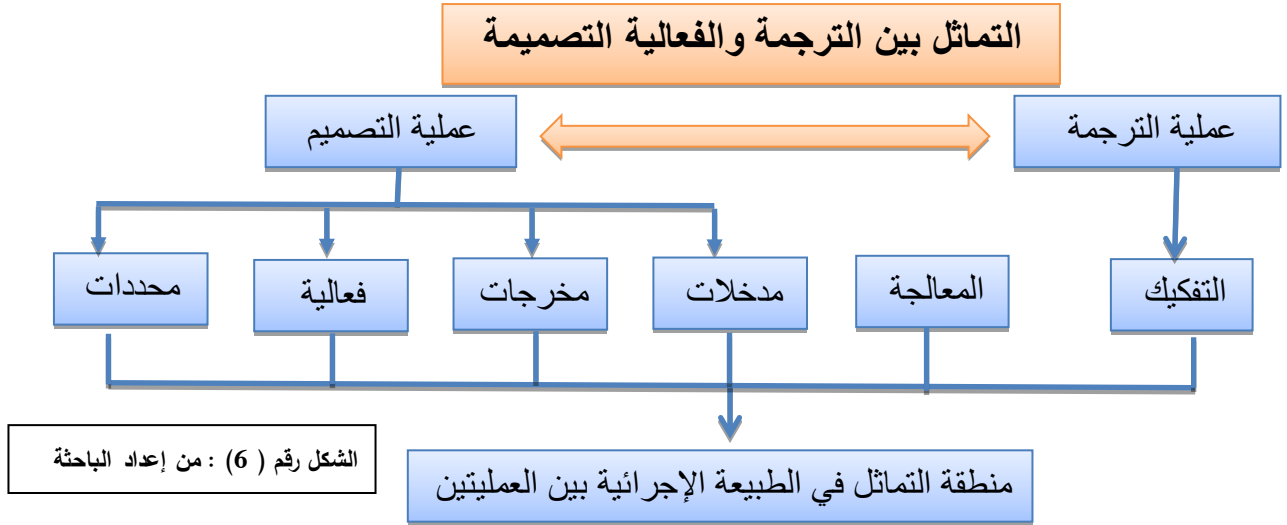 التماثل بين الترجمة والفعالية التصميمة
عملية الترجمة
عملية التصميم
التفكيك
المعالجة
مدخلات
مخرجات
فعالية
محددات
منطقة التماثل في الطبيعة الإجرائية بين العمليتين
الشكل رقم ( 6) : من إعداد الباحثة